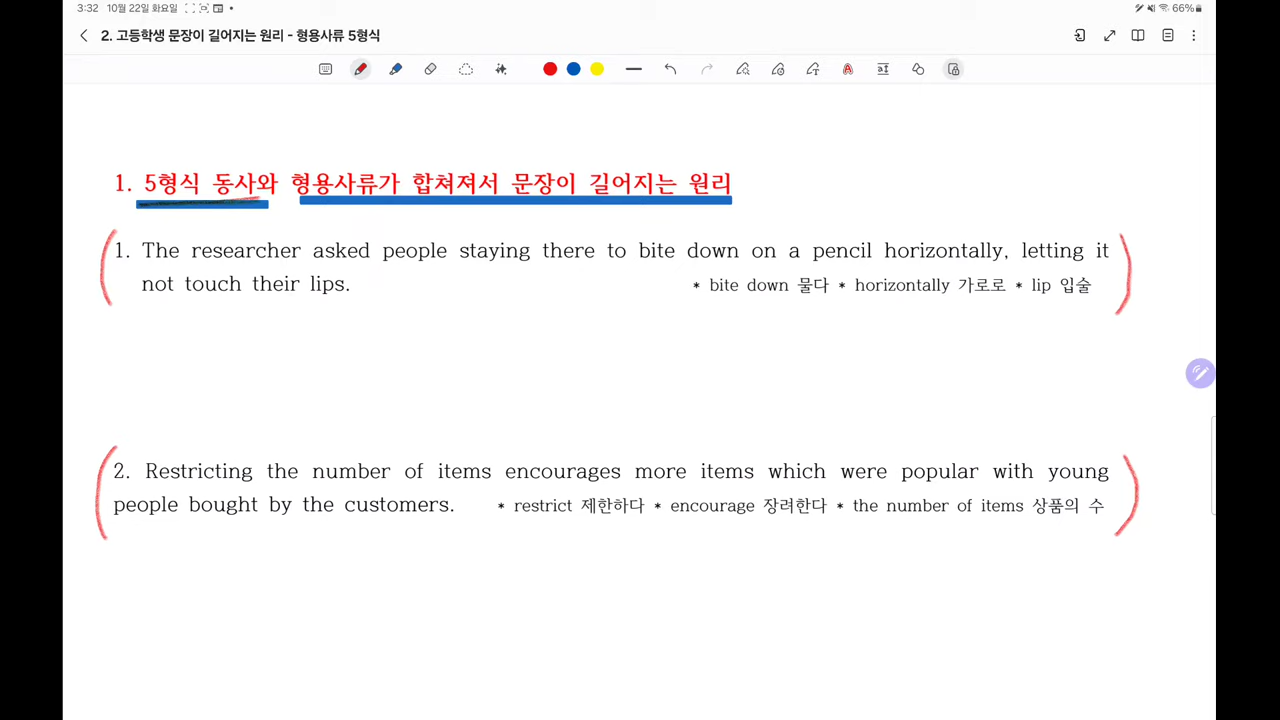 3:32 10월 22일 화요일
66%
2. 고등학생 문장이 길어지는 원리 - 형용사류 5형식
1. 5형식 동사와 형용사류가 합쳐져서 문장이 길어지는 원리
1. The researcher asked people staying there to bite down on a pencil horizontally, letting it
not touch their lips. * bite down 물다 * horizontally 가로로 * lip 입술
2. Restricting the number of items encourages more items which were popular with young
people bought by the customers. * restrict 제한하다 * encourage 장려한다 * the number of items 상품의 수